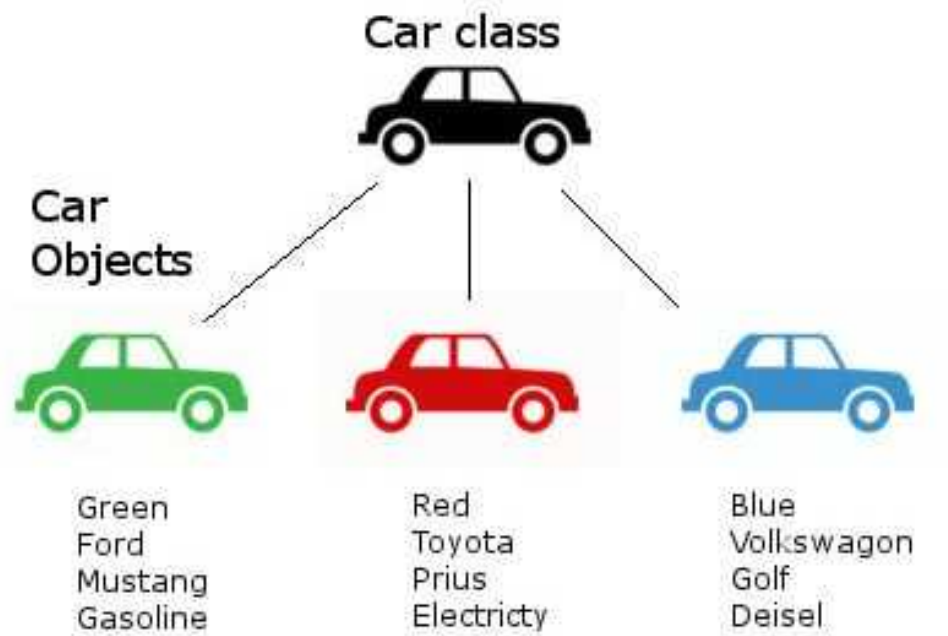 Car class
Car
Objects
Green
Ford
Mustang
Gasoline
Red
Toyota
Prius
Electricty
Blue
Volkswagon
Golf
Deisel